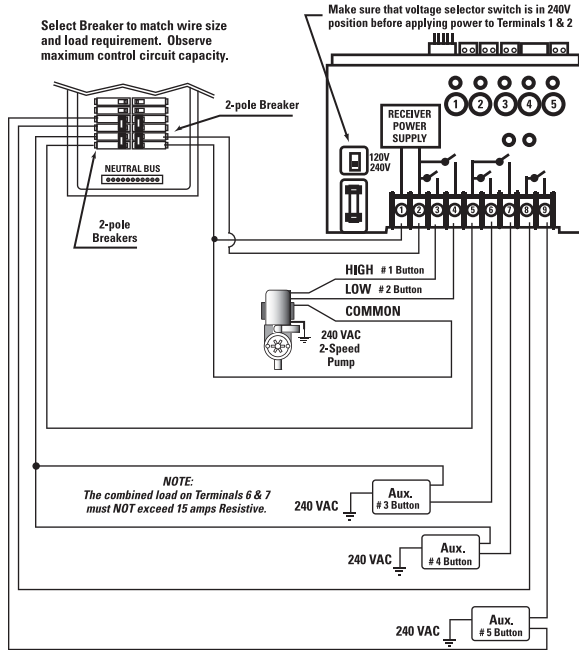 Select Breaker to match wire size
and load requirement. Observe
maximum control circuit capacity.
Make sure that voltage selector switch is in 240V
position before applying power to Terminals 1 & 2
2-pole Breaker
NEUTRAL BUS
2-pole
Breakers
RECEIVER
POWER
SUPPLY
1 2 3 4 5
120V
240V
1 2 3 4 5 6 7 8 9
HIGH # 1 Button
LOW # 2 Button
COMMON
240 VAC
2-Speed
Pump
NOTE:
The combined load on Terminals 6 & 7
must NOT exceed 15 amps Resistive.
240 VAC
Aux.
# 3 Button
240 VAC
Aux.
# 4 Button
240 VAC
Aux.
# 5 Button